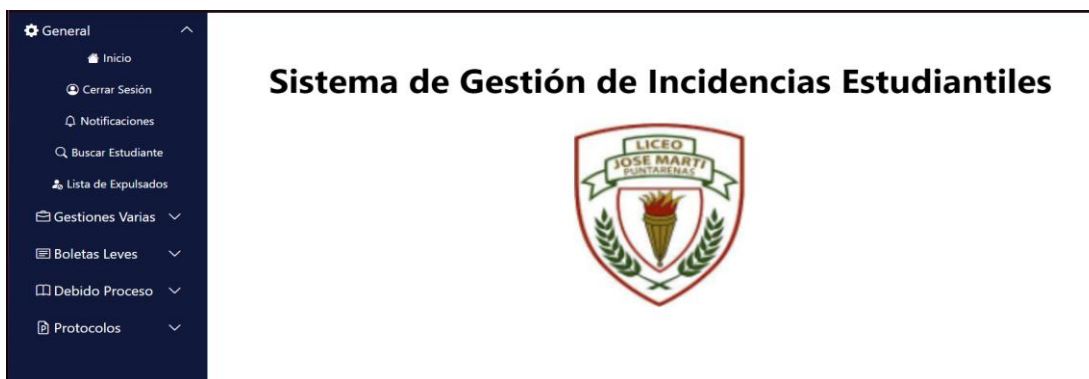 General
Inicio
Cerrar Sesión
Notificaciones
Buscar Estudiante
Lista de Expulsados
Gestiones Varias
Boletas Leves
Debido Proceso
Protocolos
Sistema de Gestión de Incidencias Estudiantiles
LICEO
JOSE MARTI
PUNTARENAS